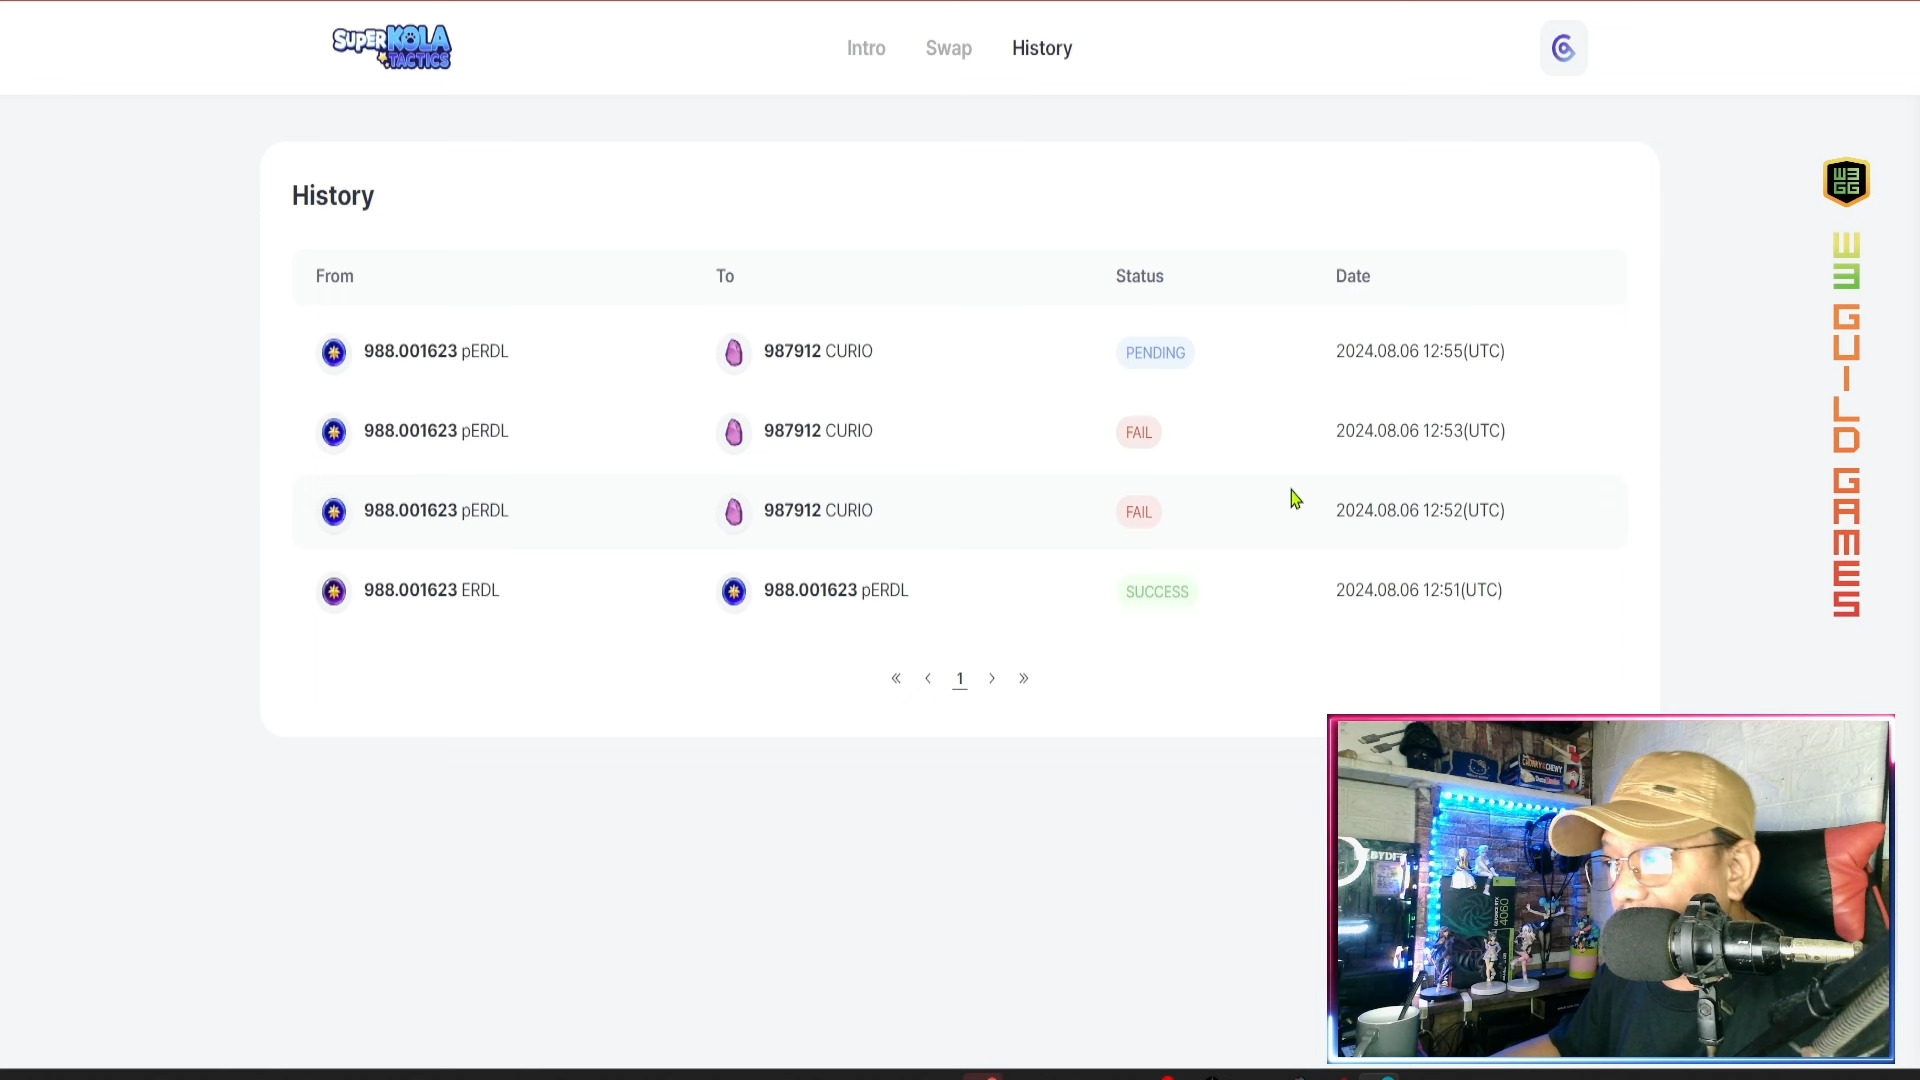 SUPER KOLA
TACTICS
Intro
Swap
History
W3
GG
W3 GUILD GAMES
History
From
To
Status
Date
988.001623 pERDL
987912 CURIO
PENDING
2024.08.06 12:55(UTC)
988.001623 pERDL
987912 CURIO
FAIL
2024.08.06 12:53(UTC)
988.001623 pERDL
987912 CURIO
FAIL
2024.08.06 12:52(UTC)
988.001623 ERDL
988.001623 pERDL
SUCCESS
2024.08.06 12:51(UTC)
« ‹ 1 › »
4060